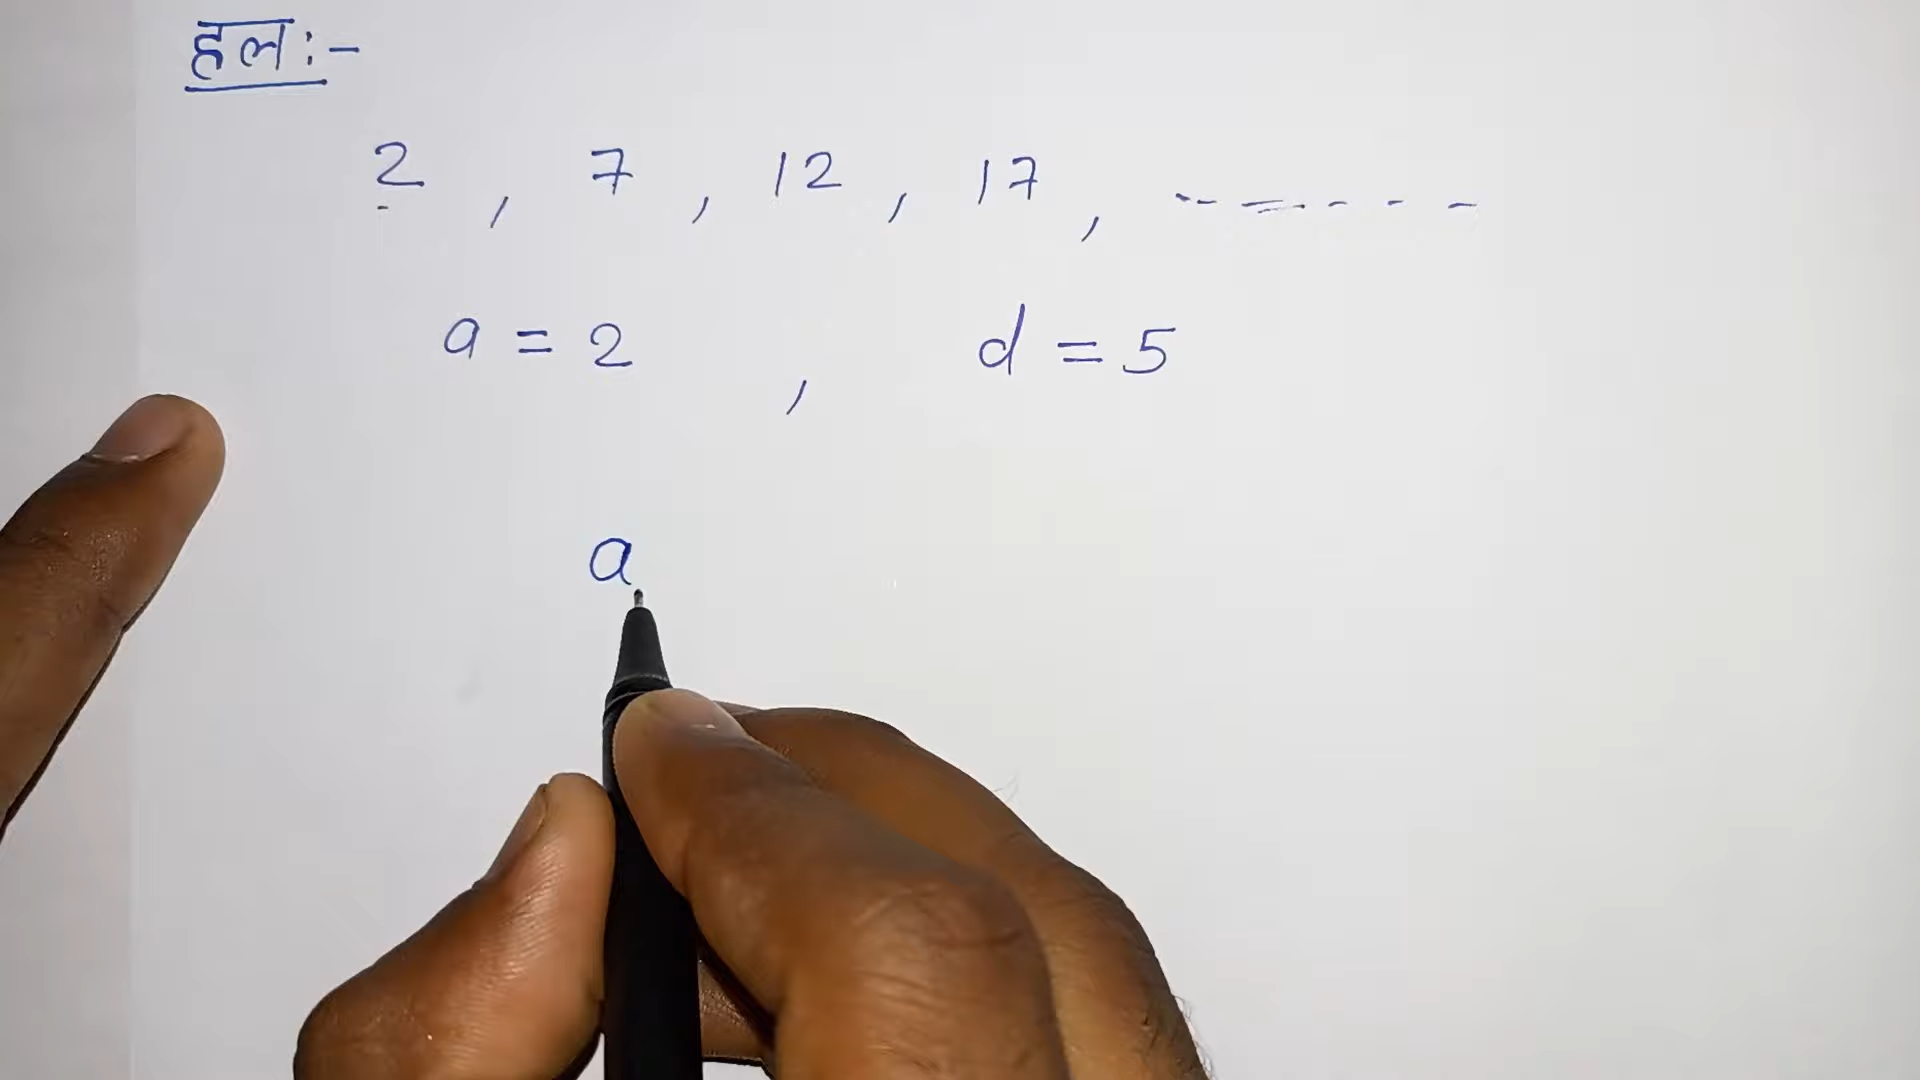 हल :-
2 , 7 , 12 , 17 , - - - - - -
a = 2 , d = 5
a